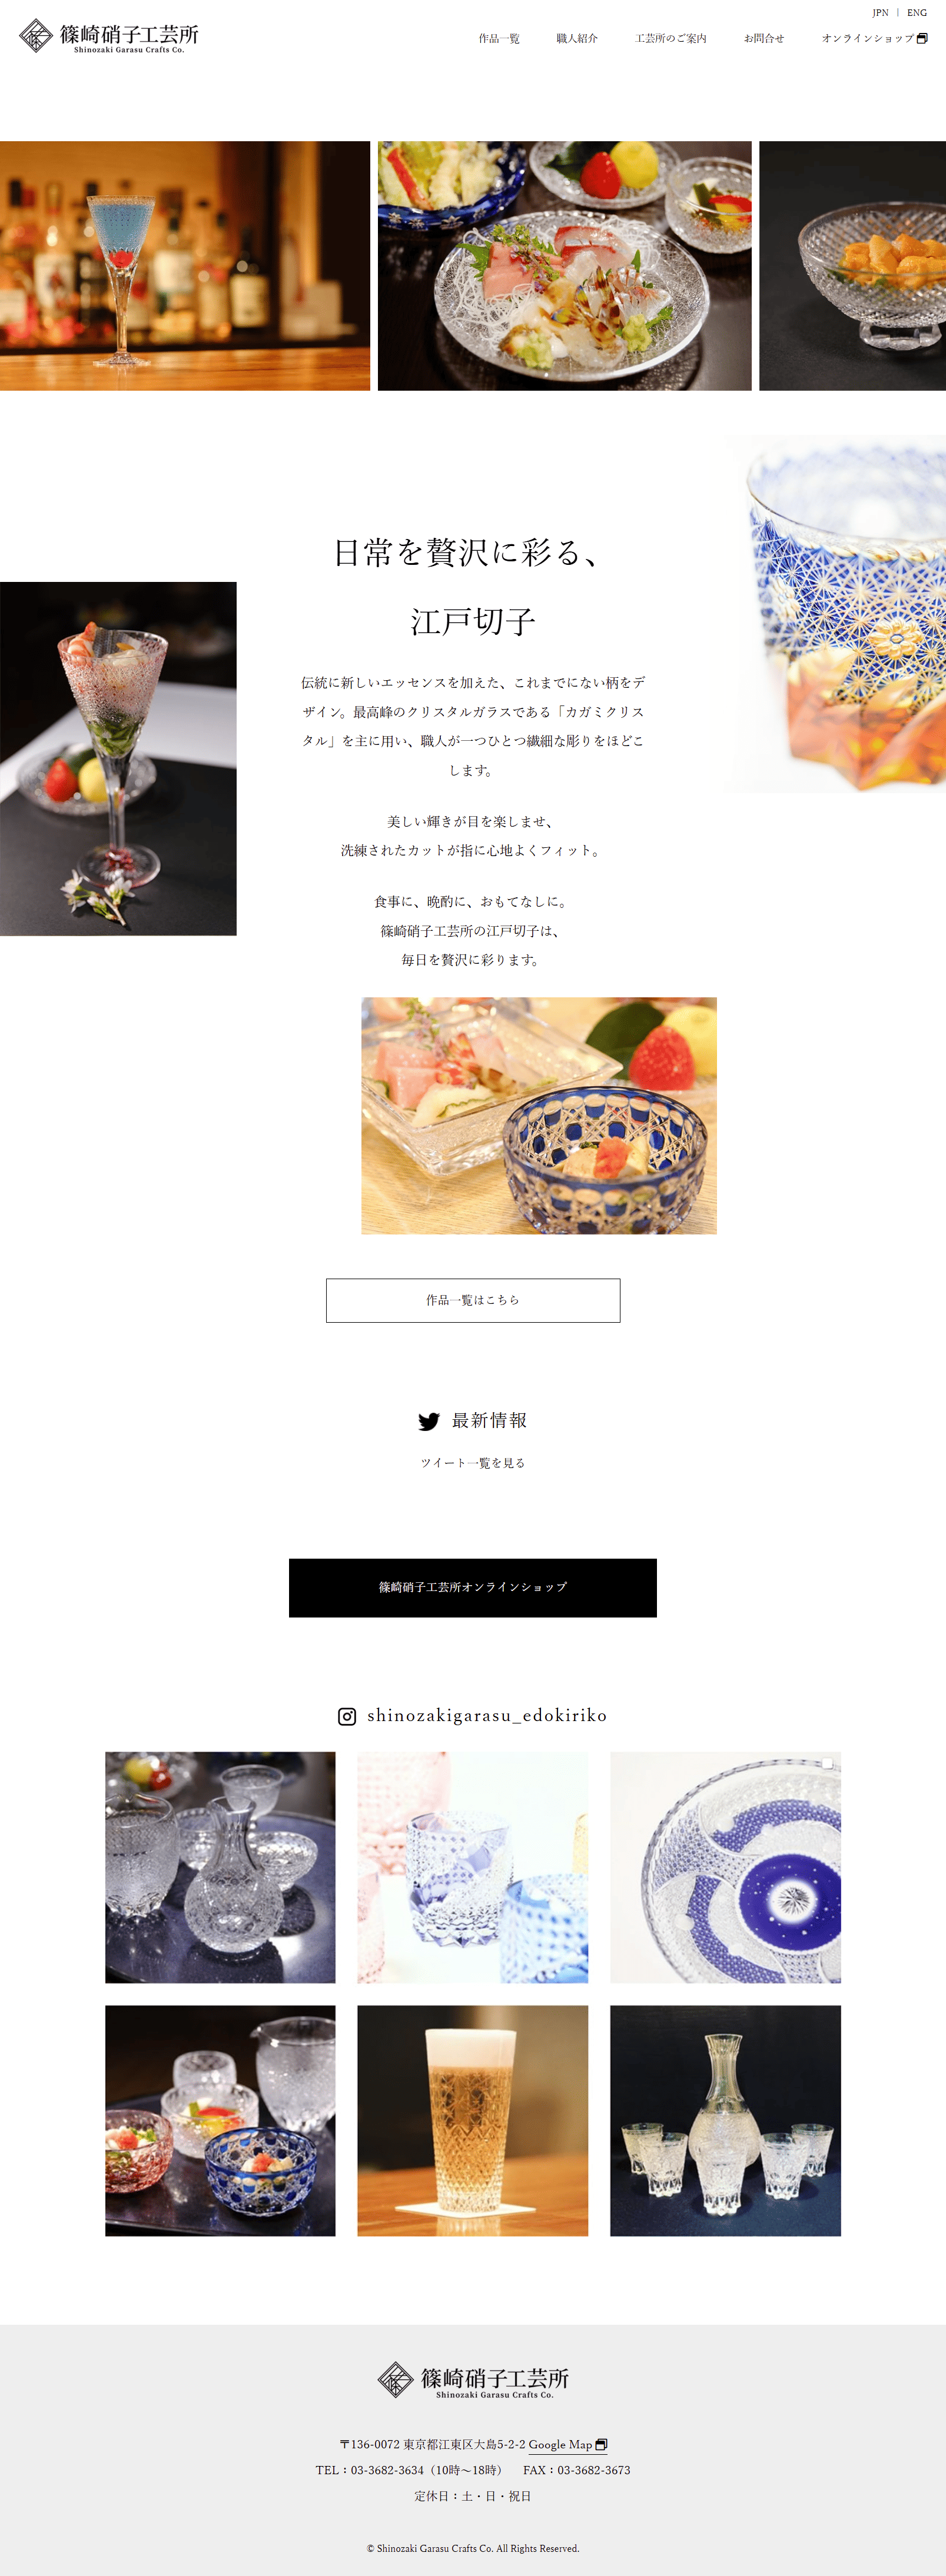 JPN | ENG
篠崎硝子工芸所
Shinozaki Garasu Crafts Co.
作品一覧 職人紹介 工芸所のご案内 お問合せ オンラインショップ
日常を贅沢に彩る、
江戸切子
伝統に新しいエッセンスを加えた、これまでにない柄をデ
ザイン。最高峰のクリスタルガラスである「カガミクリス
タル」を主に用い、職人が一つひとつ繊細な彫りをほどこ
します。
美しい輝きが目を楽しませ、
洗練されたカットが指に心地よくフィット。
食事に、晩酌に、おもてなしに。
篠崎硝子工芸所の江戸切子は、
毎日を贅沢に彩ります。
作品一覧はこちら
最新情報
ツイート一覧を見る
篠崎硝子工芸所オンラインショップ
shinozakigarasu_edokiriko
篠崎硝子工芸所
Shinozaki Garasu Crafts Co.
〒136-0072 東京都江東区大島5-2-2 Google Map
TEL：03-3682-3634（10時〜18時） FAX：03-3682-3673
定休日：土・日・祝日
© Shinozaki Garasu Crafts Co. All Rights Reserved.